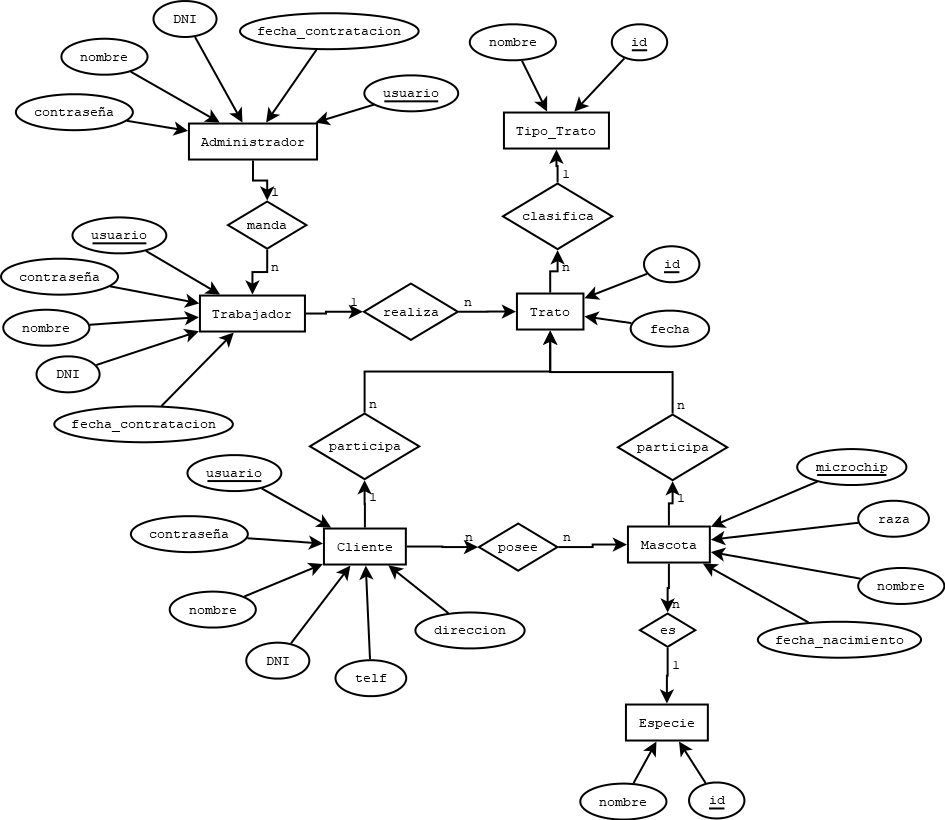 DNI
fecha_contratacion
nombre
nombre
id
usuario
contraseña
Tipo_Trato
Administrador
1
1
clasifica
manda
usuario
n
n
id
contraseña
1
n
Trabajador
realiza
Trato
nombre
fecha
DNI
n
n
fecha_contratacion
participa
participa
usuario
microchip
1
1
raza
contraseña
n
n
Cliente
posee
Mascota
nombre
nombre
n
direccion
es
fecha_nacimiento
DNI
1
telf
Especie
nombre
id